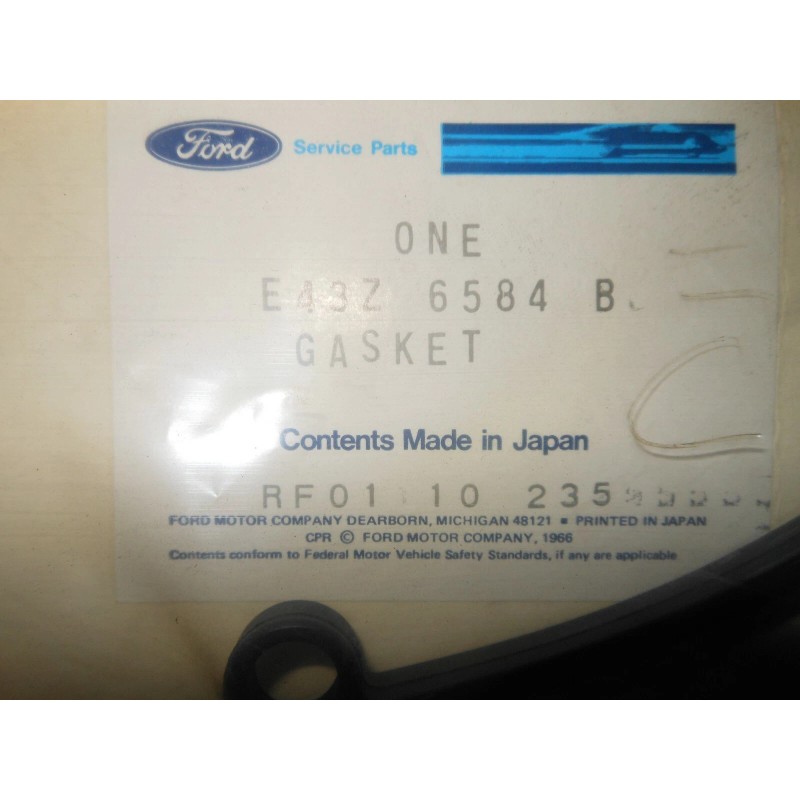 Ford Service Parts
ONE
E43Z 6584 B
GASKET
Contents Made in Japan
RF01 10 235
FORD MOTOR COMPANY DEARBORN, MICHIGAN 48121 ▪ PRINTED IN JAPAN
CPR © FORD MOTOR COMPANY, 1966
Contents conform to Federal Motor Vehicle Safety Standards, if any are applicable